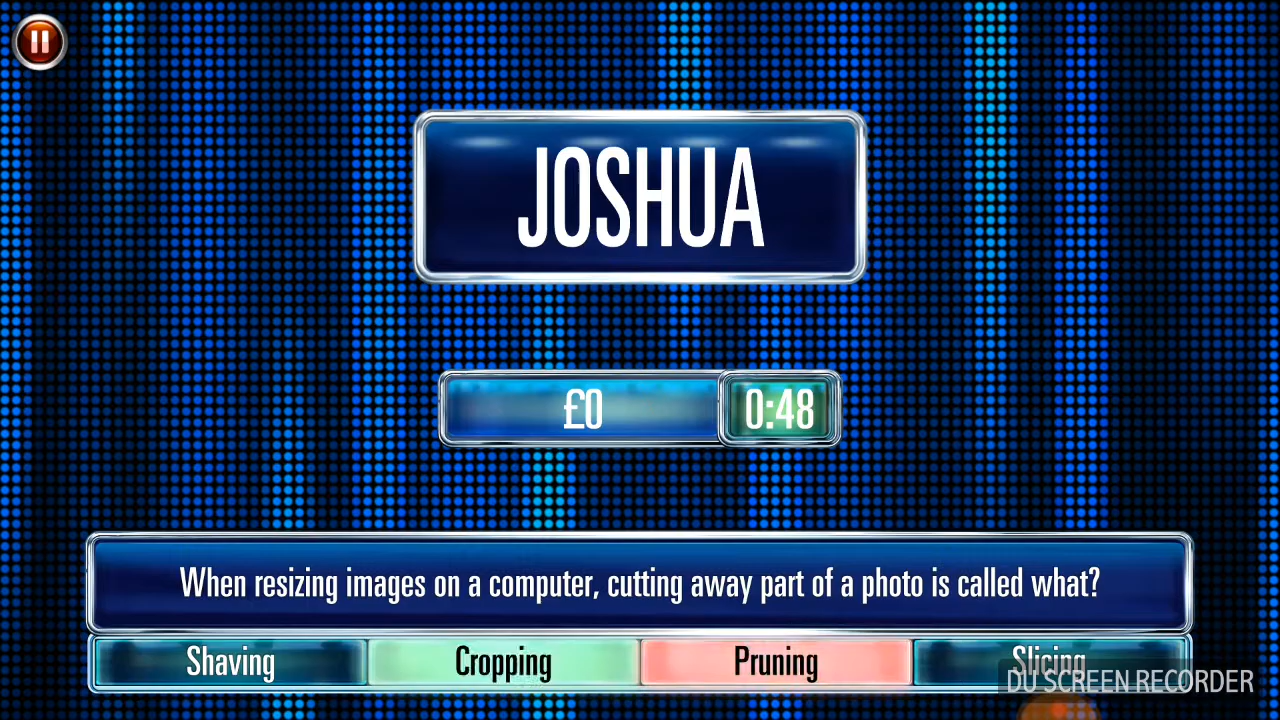 JOSHUA
£0
0:48
When resizing images on a computer, cutting away part of a photo is called what?
Shaving
Cropping
Pruning
Slicing
DU SCREEN RECORDER